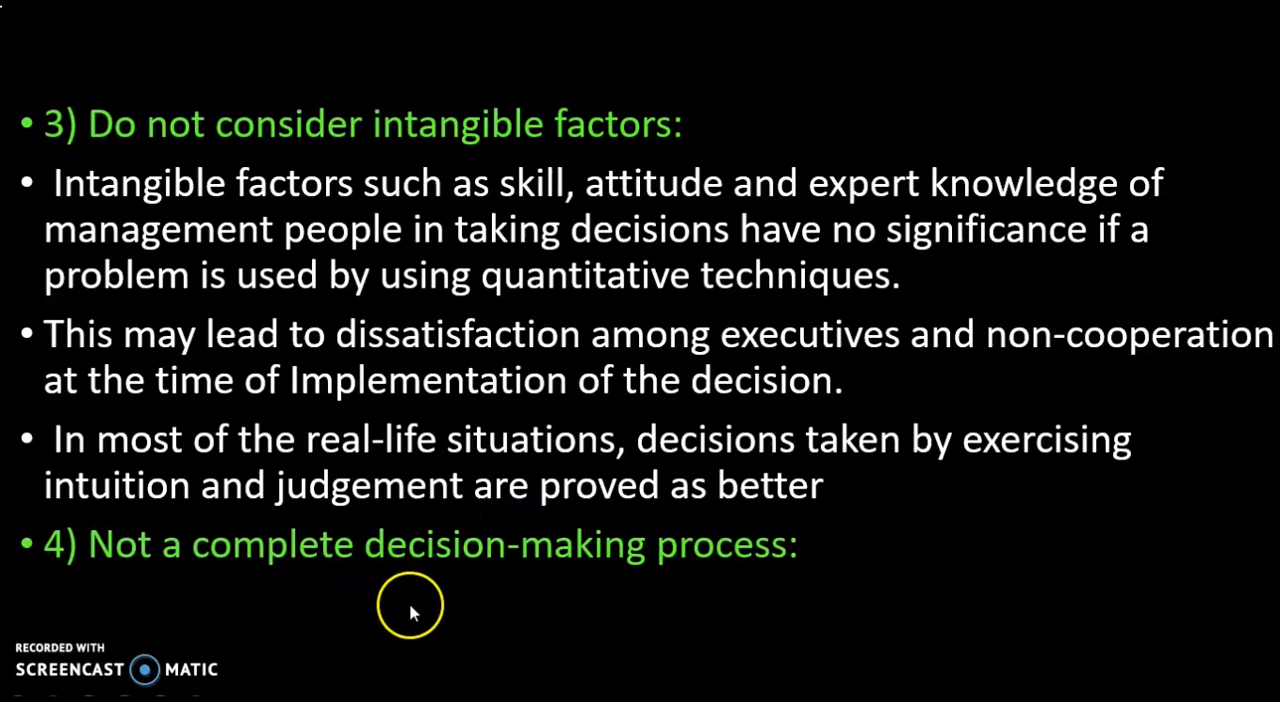 • 3) Do not consider intangible factors:
• Intangible factors such as skill, attitude and expert knowledge of
management people in taking decisions have no significance if a
problem is used by using quantitative techniques.
• This may lead to dissatisfaction among executives and non-cooperation
at the time of Implementation of the decision.
• In most of the real-life situations, decisions taken by exercising
intuition and judgement are proved as better
• 4) Not a complete decision-making process:
RECORDED WITH
SCREENCAST MATIC